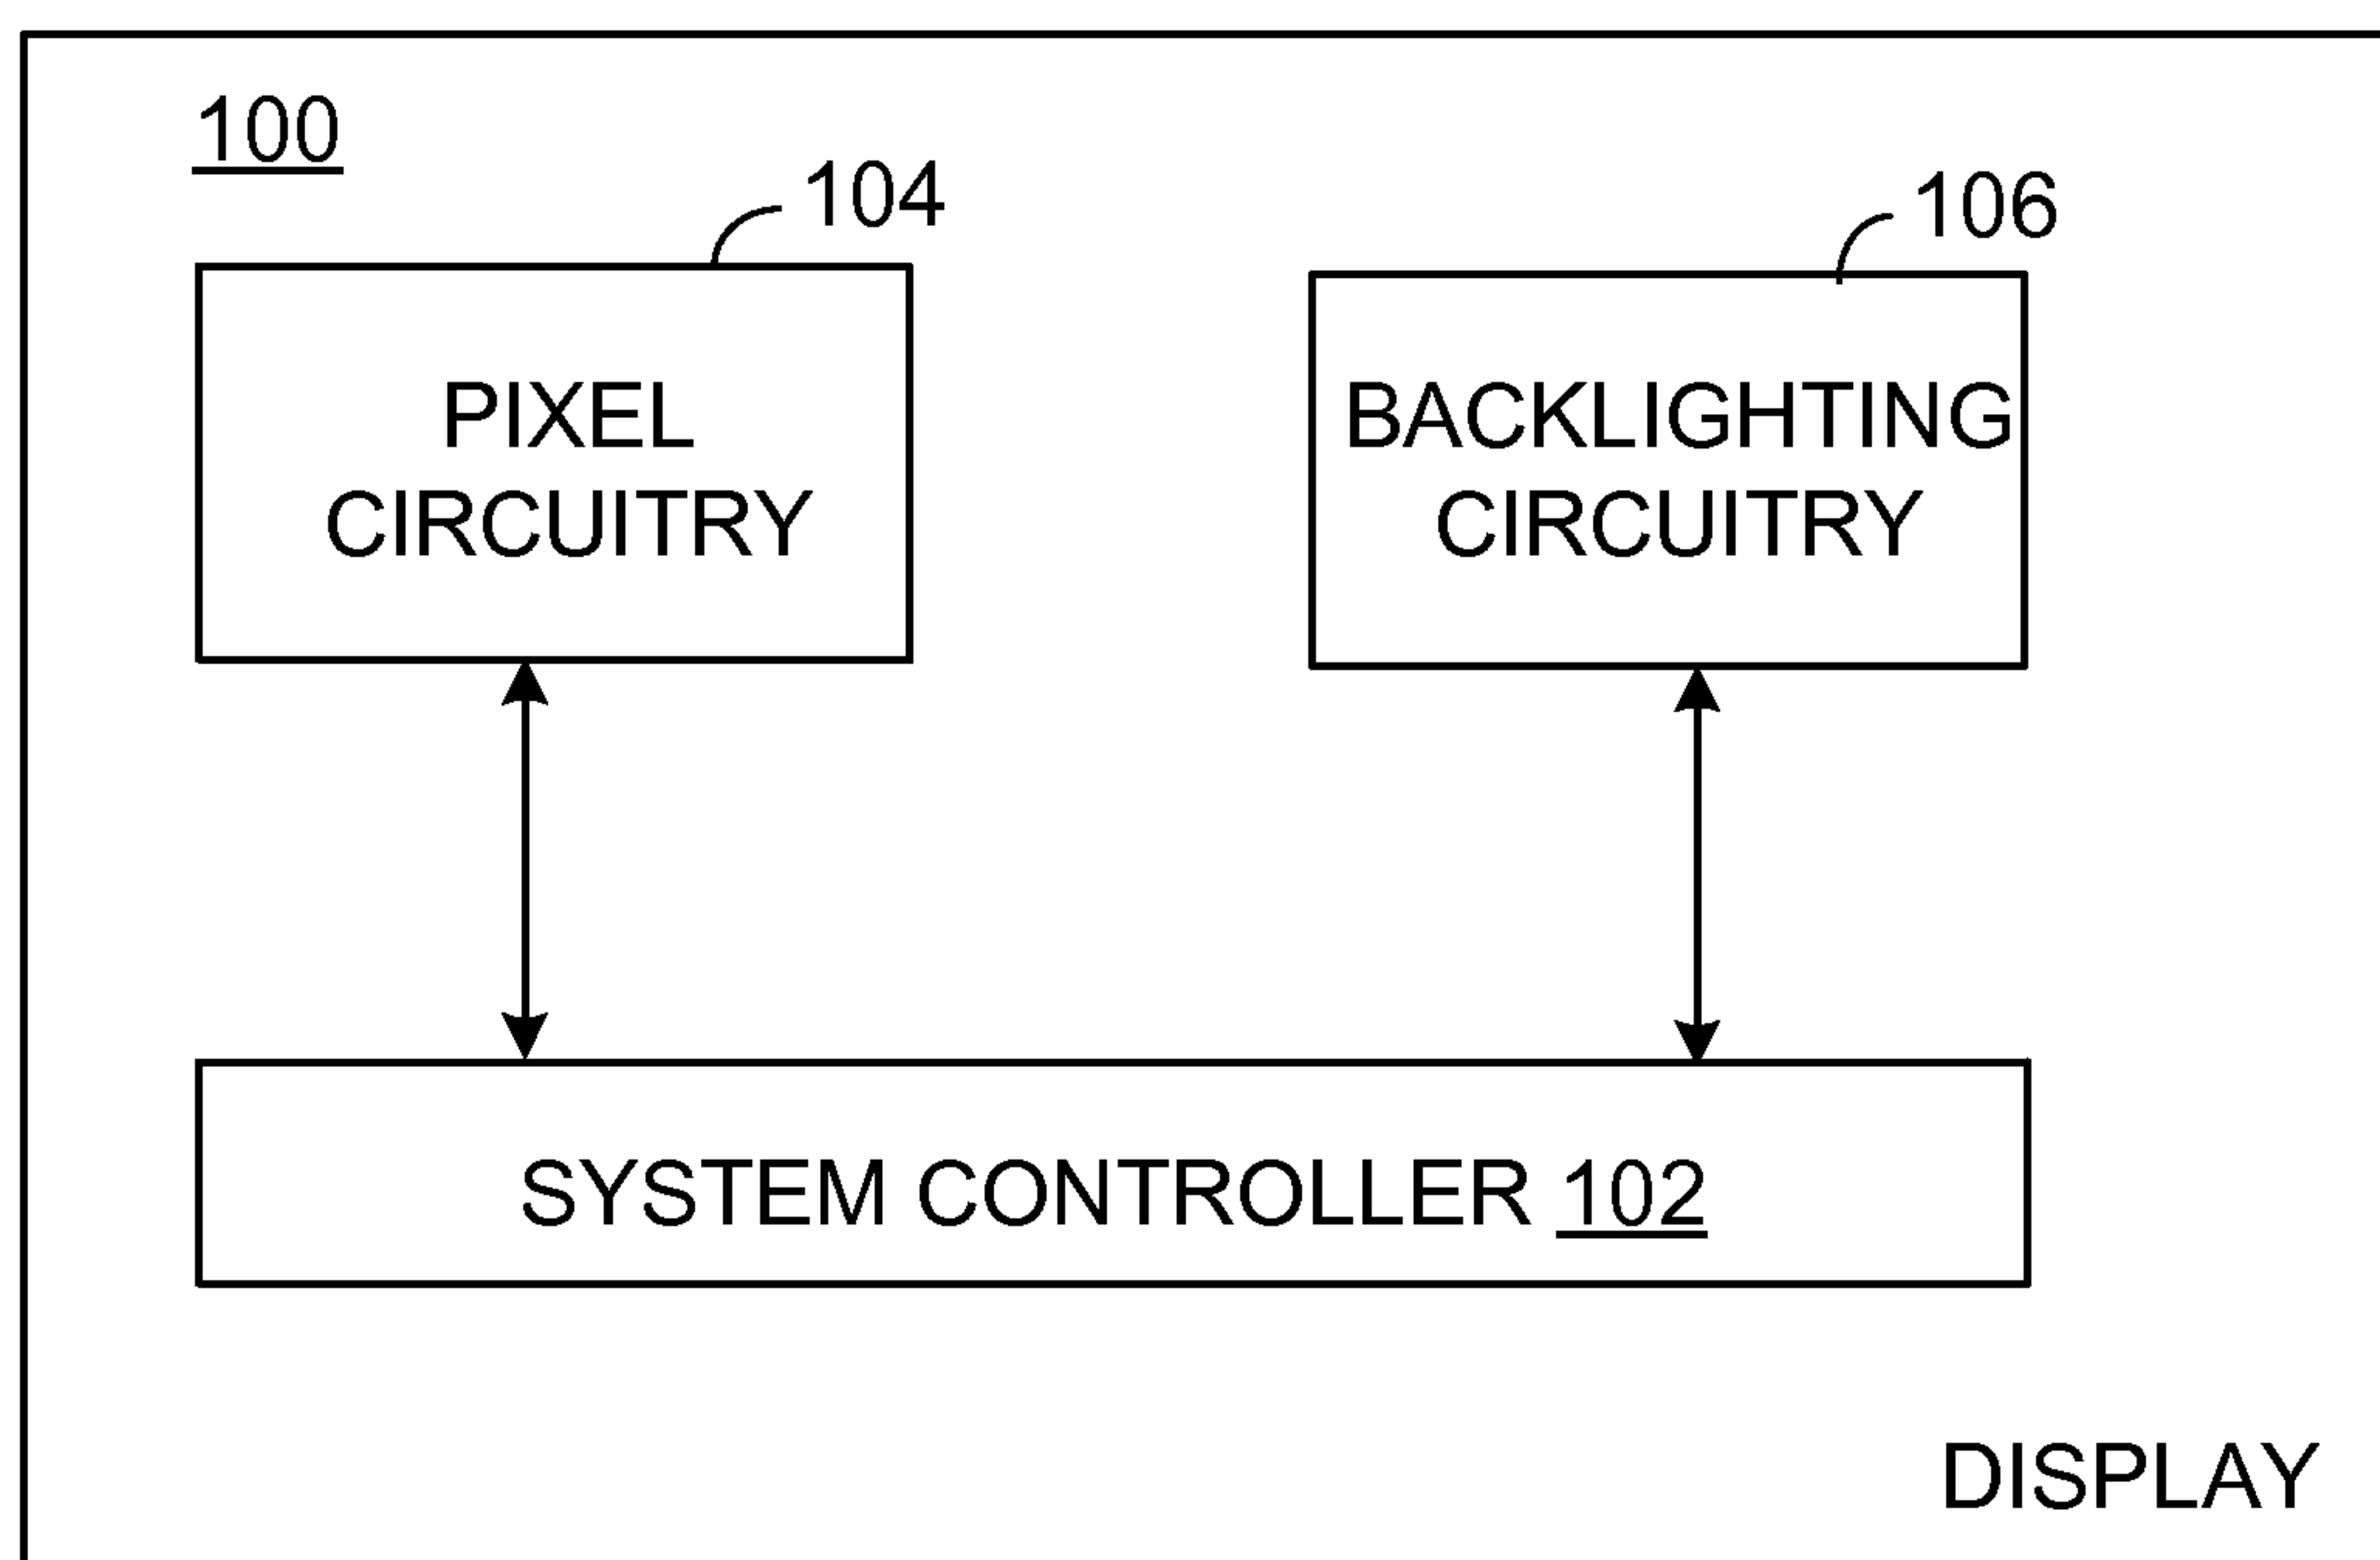 100
104
106
PIXEL
CIRCUITRY
BACKLIGHTING
CIRCUITRY
SYSTEM CONTROLLER 102
DISPLAY